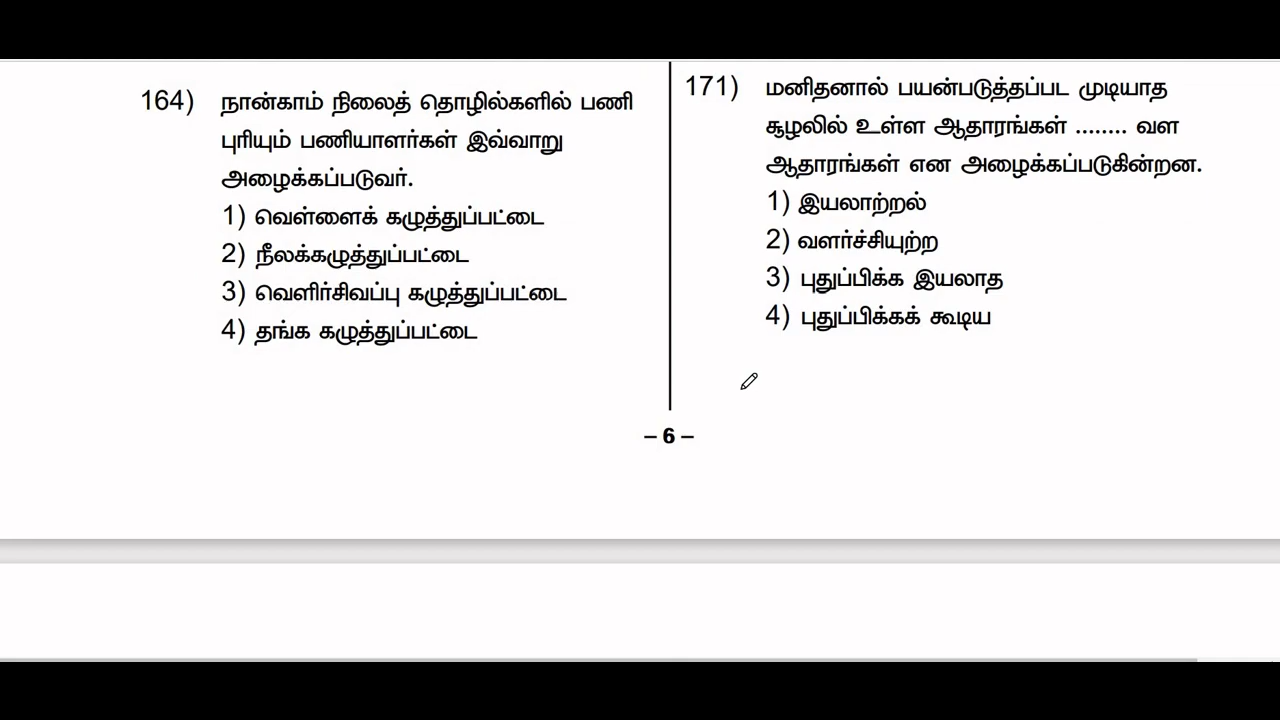 164) நான்காம் நிலைத் தொழில்களில் பணி
புரியும் பணியாளர்கள் இவ்வாறு
அழைக்கப்படுவர்.
1) வெள்ளைக் கழுத்துப்பட்டை
2) நீலக்கழுத்துப்பட்டை
3) வெளிர்சிவப்பு கழுத்துப்பட்டை
4) தங்க கழுத்துப்பட்டை
171) மனிதனால் பயன்படுத்தப்பட முடியாத
சூழலில் உள்ள ஆதாரங்கள் ........ வள
ஆதாரங்கள் என அழைக்கப்படுகின்றன.
1) இயலாற்றல்
2) வளர்ச்சியுற்ற
3) புதுப்பிக்க இயலாத
4) புதுப்பிக்கக் கூடிய
– 6 –